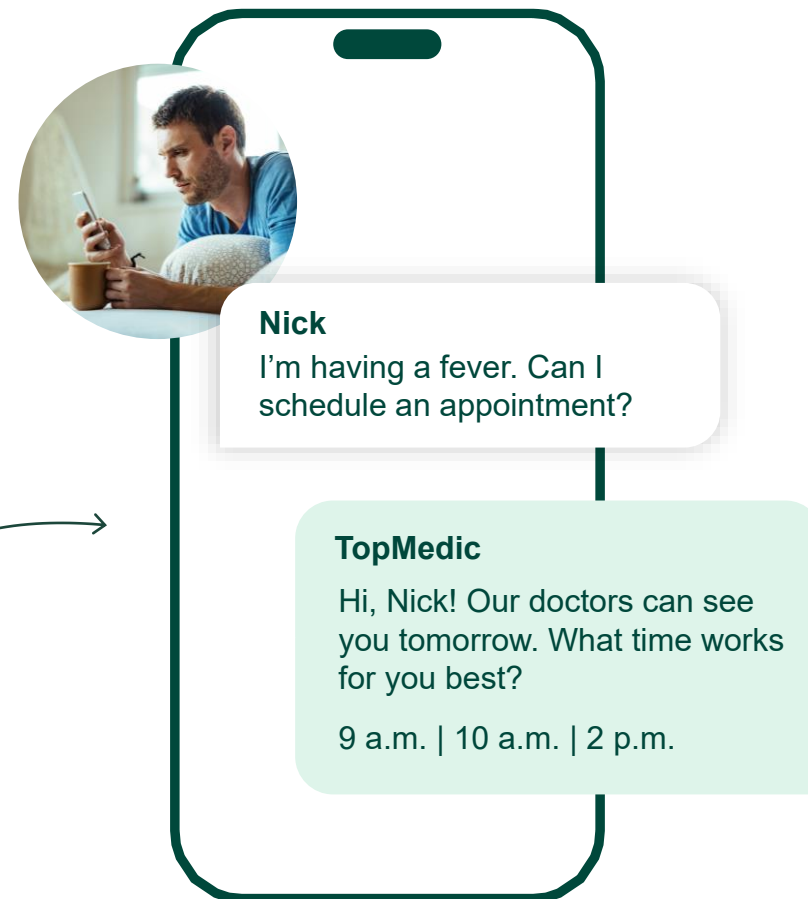 Nick
I’m having a fever. Can I
schedule an appointment?
TopMedic
Hi, Nick! Our doctors can see
you tomorrow. What time works
for you best?
9 a.m. | 10 a.m. | 2 p.m.